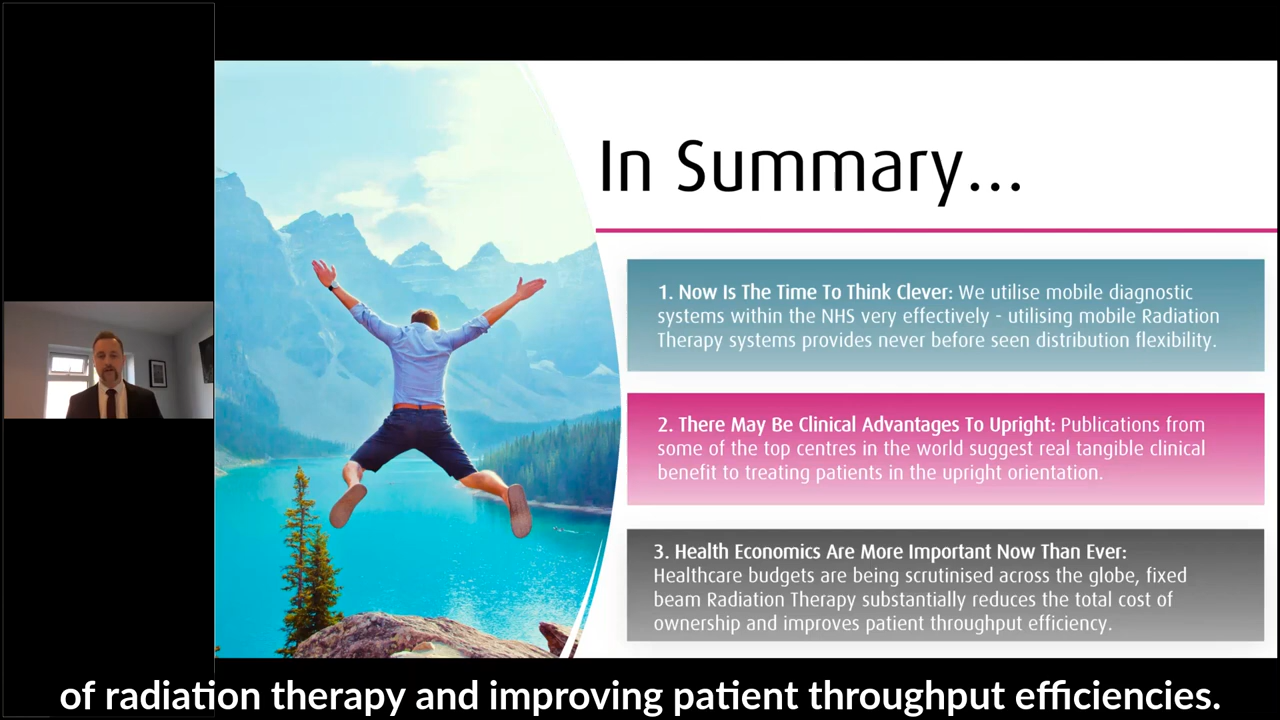 In Summary...
1. Now Is The Time To Think Clever: We utilise mobile diagnostic
systems within the NHS very effectively - utilising mobile Radiation
Therapy systems provides never before seen distribution flexibility.
2. There May Be Clinical Advantages To Upright: Publications from
some of the top centres in the world suggest real tangible clinical
benefit to treating patients in the upright orientation.
3. Health Economics Are More Important Now Than Ever:
Healthcare budgets are being scrutinised across the globe, fixed
beam Radiation Therapy substantially reduces the total cost of
ownership and improves patient throughput efficiency.
of radiation therapy and improving patient throughput efficiencies.